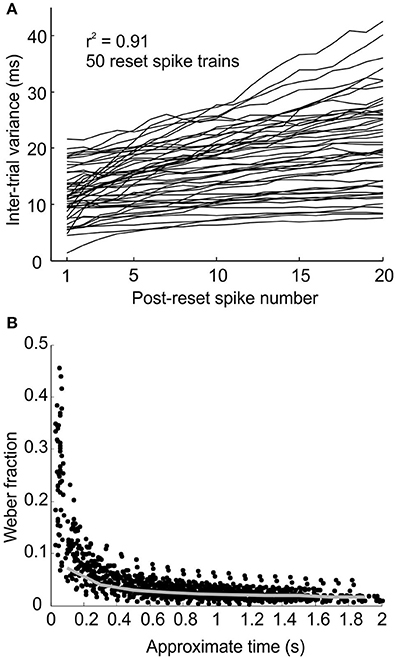 A
r² = 0.91
50 reset spike trains
Inter-trial variance (ms)
40
30
20
10
0
1 5 10 15 20
Post-reset spike number
B
Weber fraction
0.5
0.4
0.3
0.2
0.1
0
0 0.2 0.4 0.6 0.8 1 1.2 1.4 1.6 1.8 2
Approximate time (s)